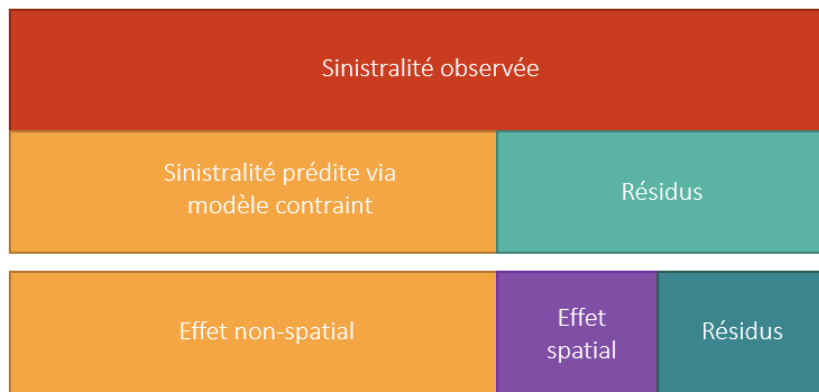 Sinistralité observée
Sinistralité prédite via
modèle contraint
Résidus
Effet non-spatial
Effet
spatial
Résidus